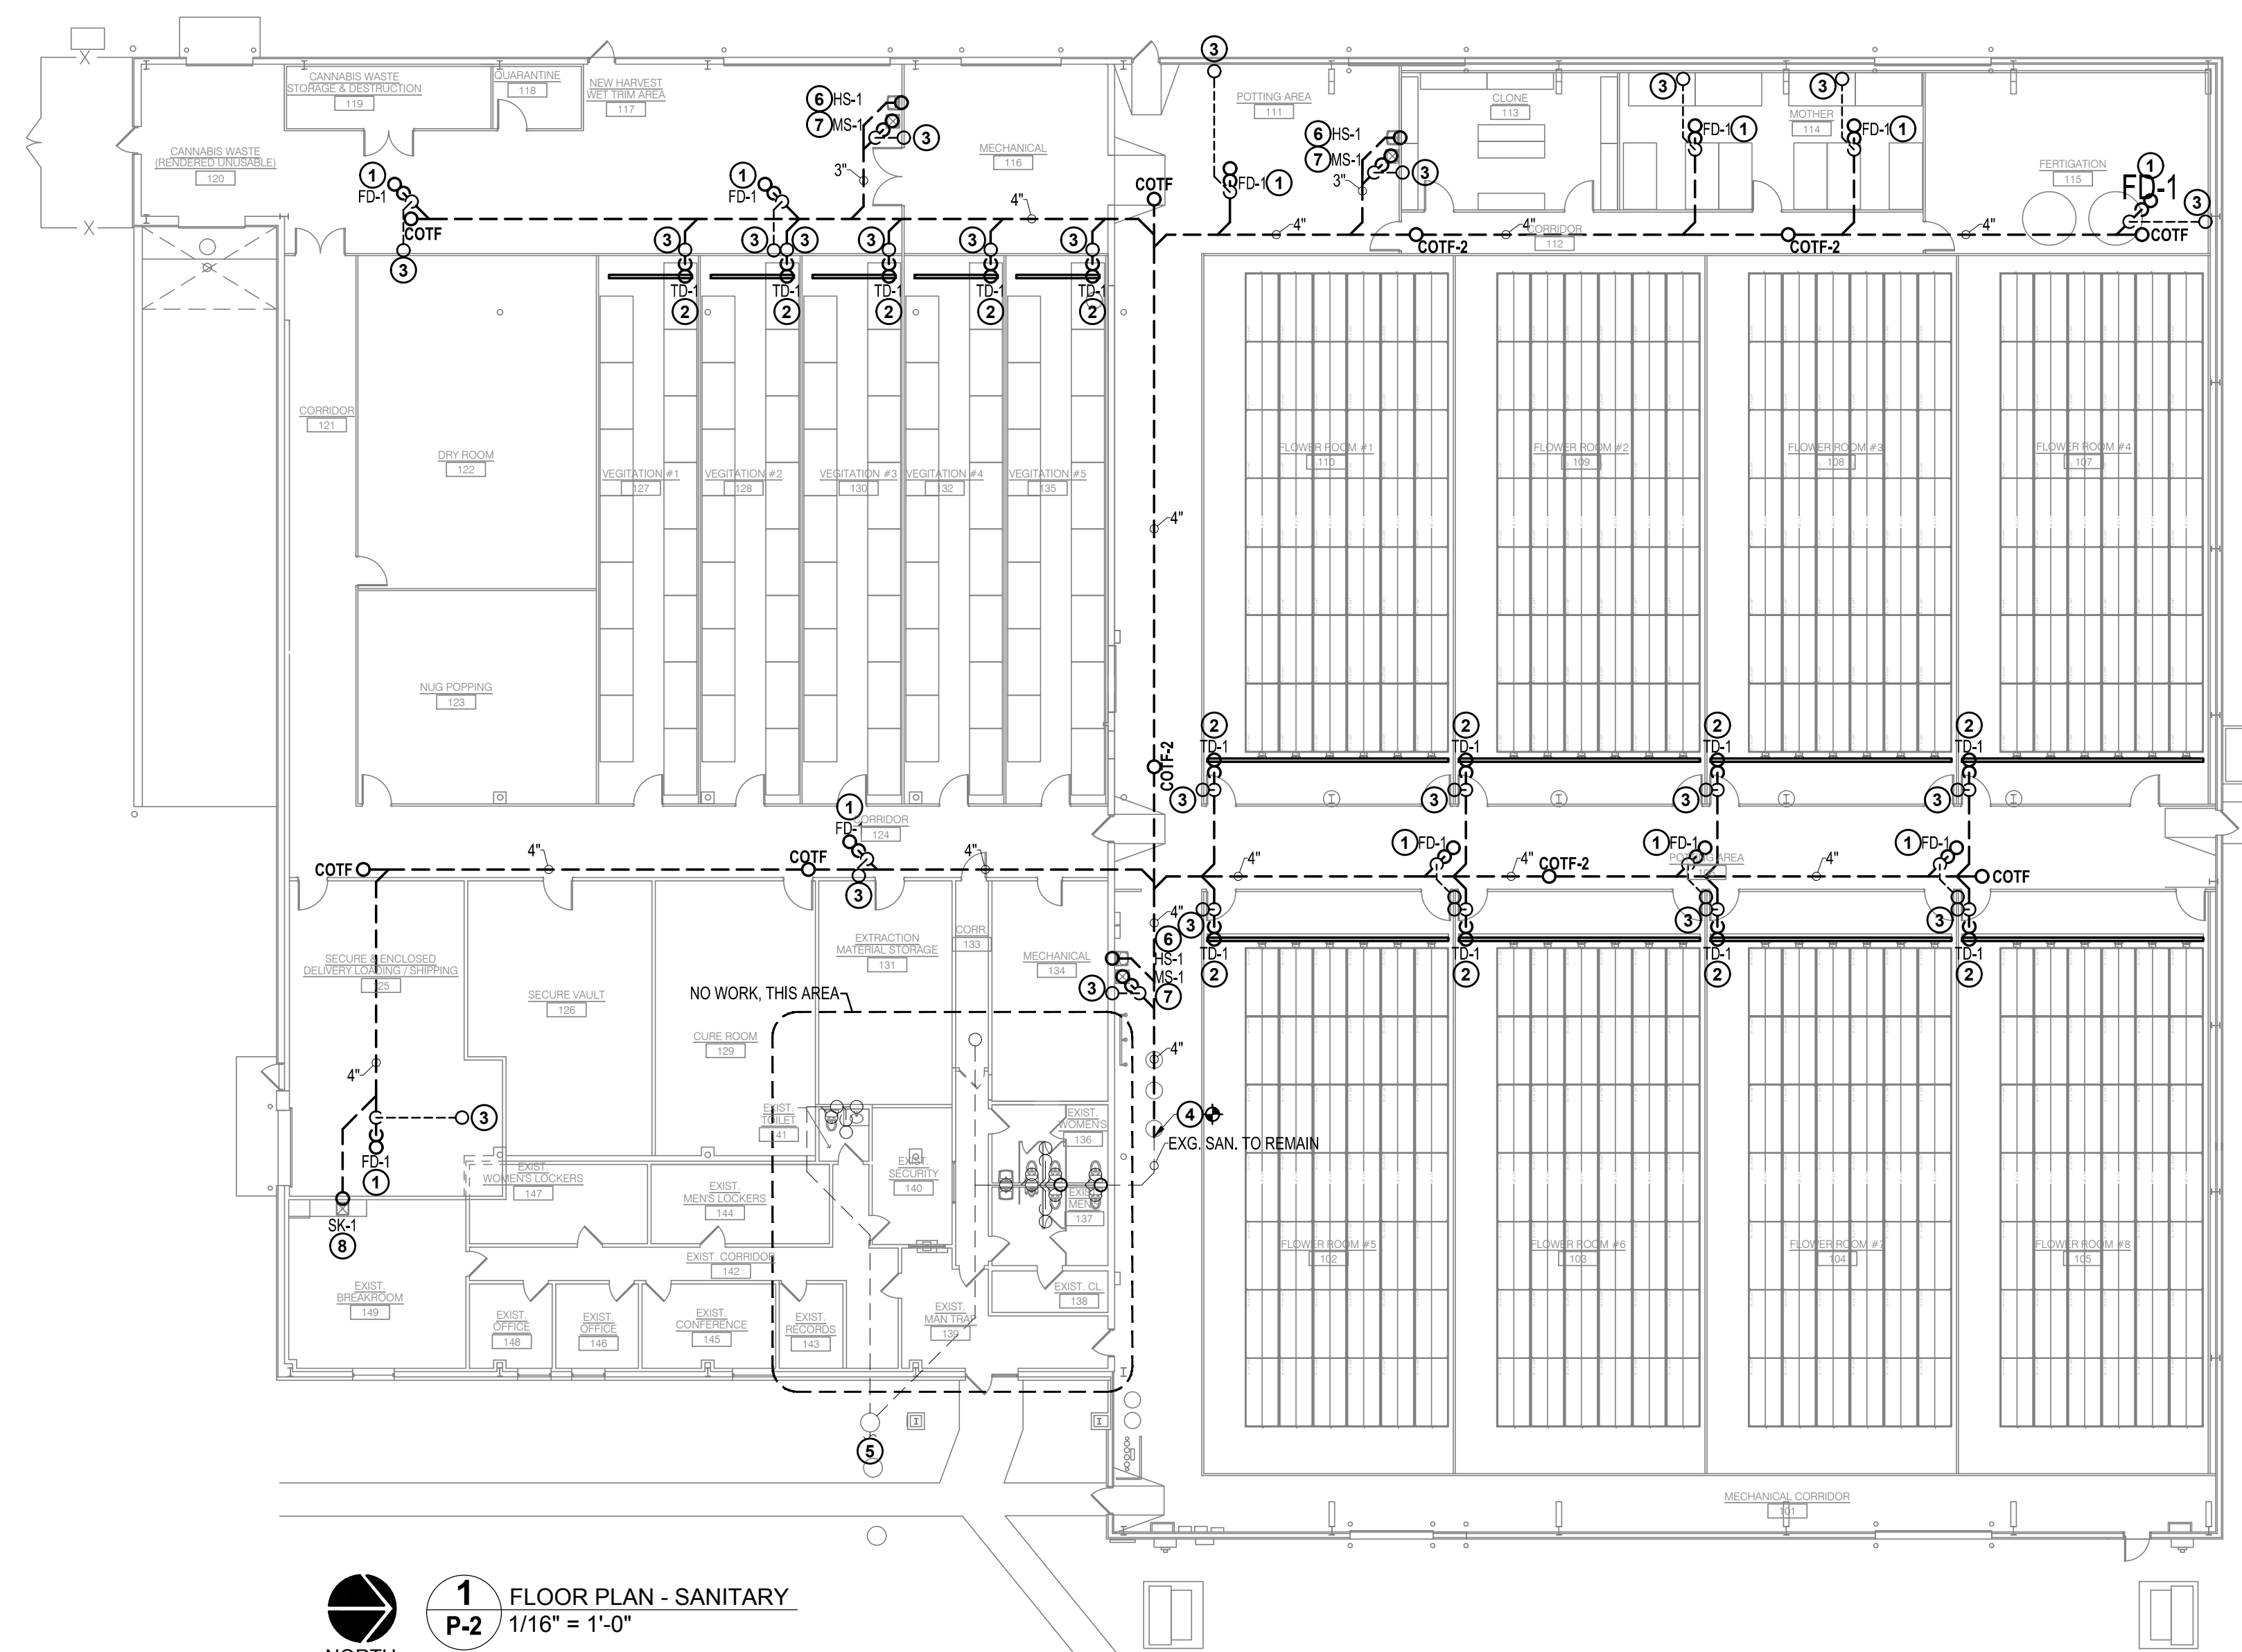 CANNABIS WASTE
STORAGE & DESTRUCTION
119
QUARANTINE
118
NEW HARVEST
WET TRIM AREA
117
CANNABIS WASTE
(RENDERED UNUSABLE)
120
6 HS-1
7 MS-1
3
3"
MECHANICAL
116
3
POTTING AREA
111
6 HS-1
7 MS-1
3
3"
CLONE
113
3
FD-1 1
3
MOTHER
114
FD-1 1
FERTIGATION
115
1
FD-1
3
1
FD-1
COTF
3
1
FD-1
4"
COTF
FD-1 1
4"
COTF-2
4"
CORRIDOR
112
COTF-2
4"
COTF
3
3
3
3
3
3
TD-1
2
TD-1
2
TD-1
2
TD-1
2
TD-1
2
CORRIDOR
121
DRY ROOM
122
VEGITATION #1
127
VEGITATION #2
128
VEGITATION #3
130
VEGITATION #4
132
VEGITATION #5
135
4"
FLOWER ROOM #1
110
FLOWER ROOM #2
109
FLOWER ROOM #3
108
FLOWER ROOM #4
107
NUG POPPING
123
COTF-2
2
TD-1
3
2
TD-1
3
2
TD-1
3
2
TD-1
3
1
FD-1
CORRIDOR
124
COTF
4"
COTF
3
4"
4"
1 FD-1
4"
COTF-2
1 FD-1
POTTING AREA
4"
1 FD-1
COTF
4"
3
3
3
TD-1
2
TD-1
2
TD-1
2
TD-1
2
SECURE & ENCLOSED
DELIVERY LOADING / SHIPPING
125
SECURE VAULT
126
CURE ROOM
129
EXTRACTION
MATERIAL STORAGE
131
CORR.
133
MECHANICAL
134
6
HS-1
MS-1
3
7
NO WORK, THIS AREA
4"
4"
3
FD-1
1
SK-1
8
EXIST.
TOILET
141
EXIST.
SECURITY
140
EXIST.
WOMEN'S
136
EXIST.
MEN'S
137
4
EXG. SAN. TO REMAIN
EXIST.
WOMEN'S LOCKERS
147
EXIST.
MEN'S LOCKERS
144
EXIST. CORRIDOR
142
EXIST.
BREAKROOM
149
EXIST.
OFFICE
148
EXIST.
OFFICE
146
EXIST.
CONFERENCE
145
EXIST.
RECORDS
143
EXIST.
MAN TRAP
139
EXIST. CL.
138
FLOWER ROOM #5
102
FLOWER ROOM #6
103
FLOWER ROOM #7
104
FLOWER ROOM #8
105
5
MECHANICAL CORRIDOR
101
1
P-2
FLOOR PLAN - SANITARY
1/16" = 1'-0"
NORTH